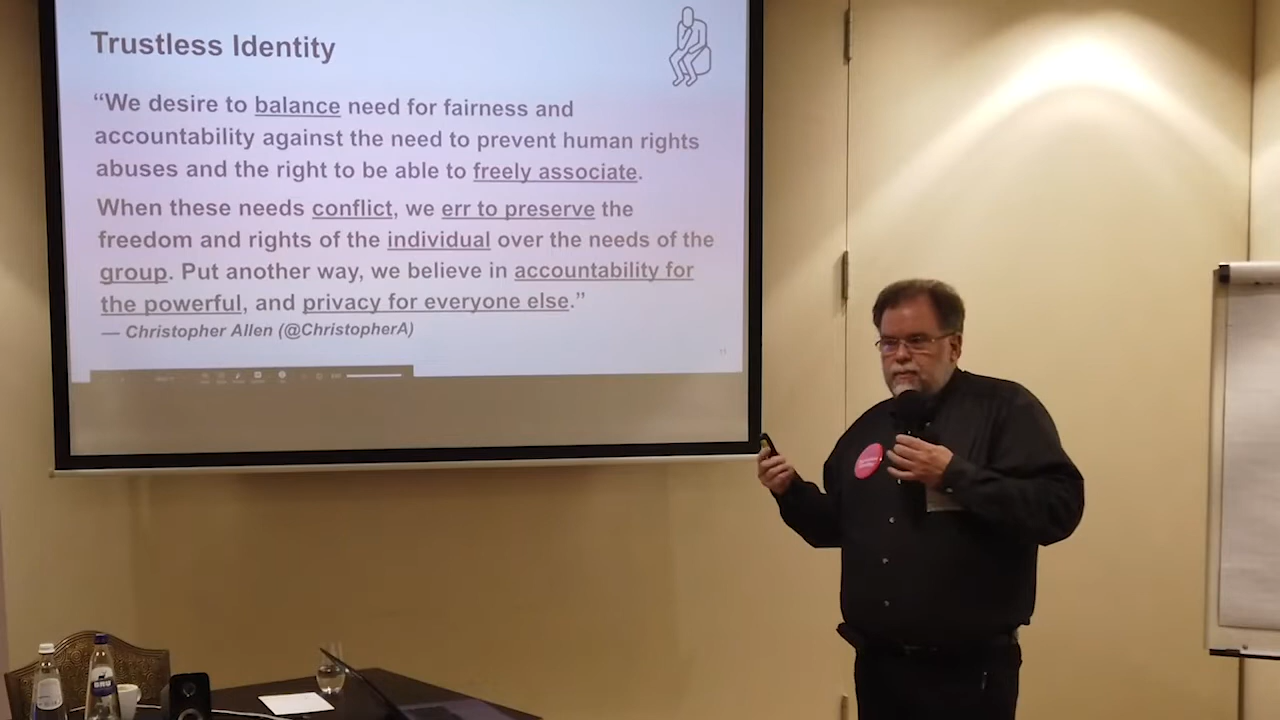 Trustless Identity
“We desire to balance need for fairness and
accountability against the need to prevent human rights
abuses and the right to be able to freely associate.
When these needs conflict, we err to preserve the
freedom and rights of the individual over the needs of the
group. Put another way, we believe in accountability for
the powerful, and privacy for everyone else.”
— Christopher Allen (@ChristopherA)
11
BRU